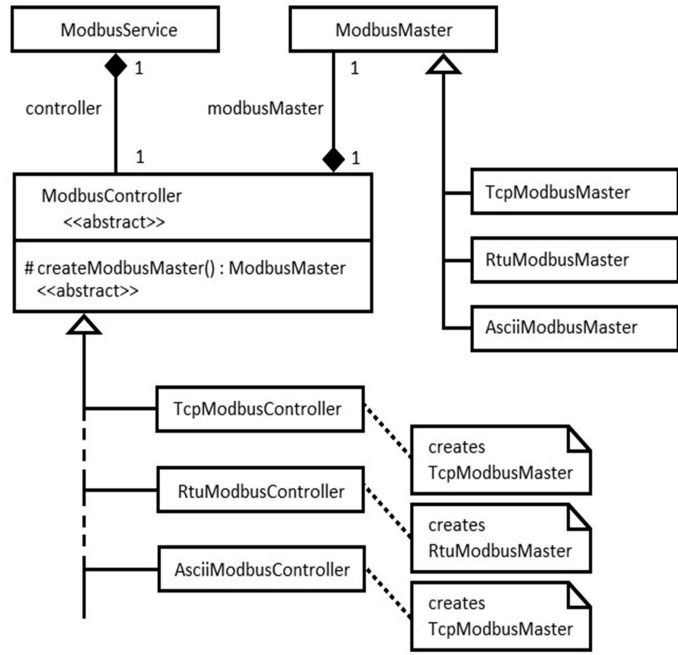 ModbusService
ModbusMaster
1
1
controller
modbusMaster
1
1
ModbusController
<<abstract>>
# createModbusMaster() : ModbusMaster
<<abstract>>
TcpModbusMaster
RtuModbusMaster
AsciiModbusMaster
TcpModbusController
creates
TcpModbusMaster
RtuModbusController
creates
RtuModbusMaster
AsciiModbusController
creates
TcpModbusMaster